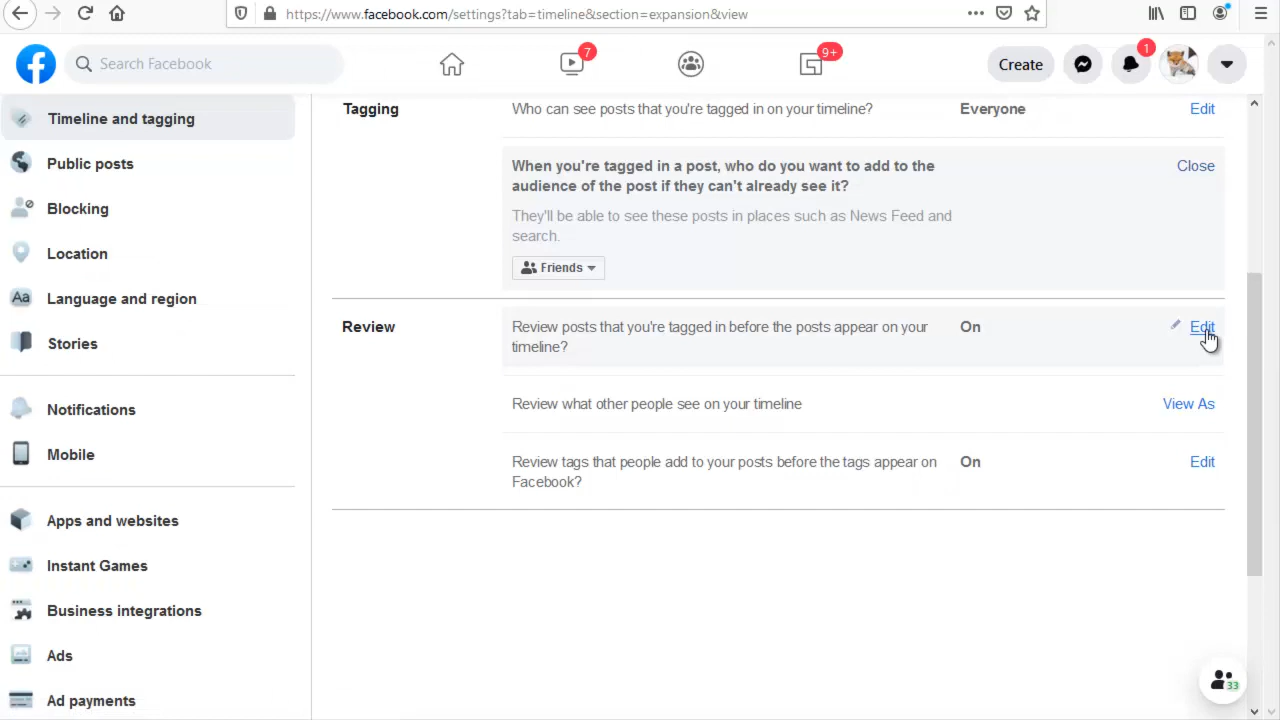 https://www.facebook.com/settings?tab=timeline&section=expansion&view
Search Facebook
7
9+
Create
1
Timeline and tagging
Public posts
Blocking
Location
Aa
Language and region
Stories
Notifications
Mobile
Apps and websites
Instant Games
Business integrations
Ads
Ad payments
Tagging
Who can see posts that you're tagged in on your timeline?
Everyone
Edit
When you're tagged in a post, who do you want to add to the
audience of the post if they can't already see it?
Close
They'll be able to see these posts in places such as News Feed and
search.
Friends
Review
Review posts that you're tagged in before the posts appear on your
timeline?
On
Edit
Review what other people see on your timeline
View As
Review tags that people add to your posts before the tags appear on
Facebook?
On
Edit
33